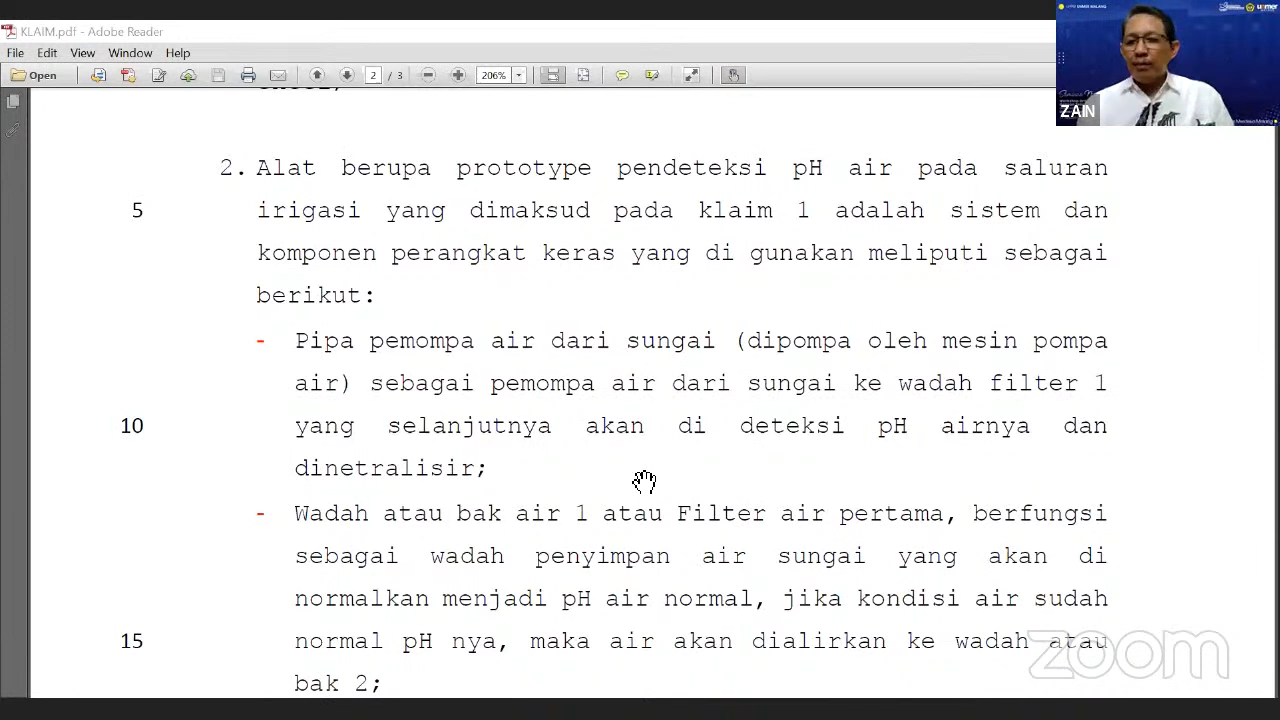 KLAIM.pdf - Adobe Reader
File Edit View Window Help
Open 2 / 3 206%
2. Alat berupa prototype pendeteksi pH air pada saluran
5 irigasi yang dimaksud pada klaim 1 adalah sistem dan
komponen perangkat keras yang di gunakan meliputi sebagai
berikut:
- Pipa pemompa air dari sungai (dipompa oleh mesin pompa
air) sebagai pemompa air dari sungai ke wadah filter 1
10 yang selanjutnya akan di deteksi pH airnya dan
dinetralisir;
- Wadah atau bak air 1 atau Filter air pertama, berfungsi
sebagai wadah penyimpan air sungai yang akan di
normalkan menjadi pH air normal, jika kondisi air sudah
15 normal pH nya, maka air akan dialirkan ke wadah atau
bak 2;
ZAIN
zoom